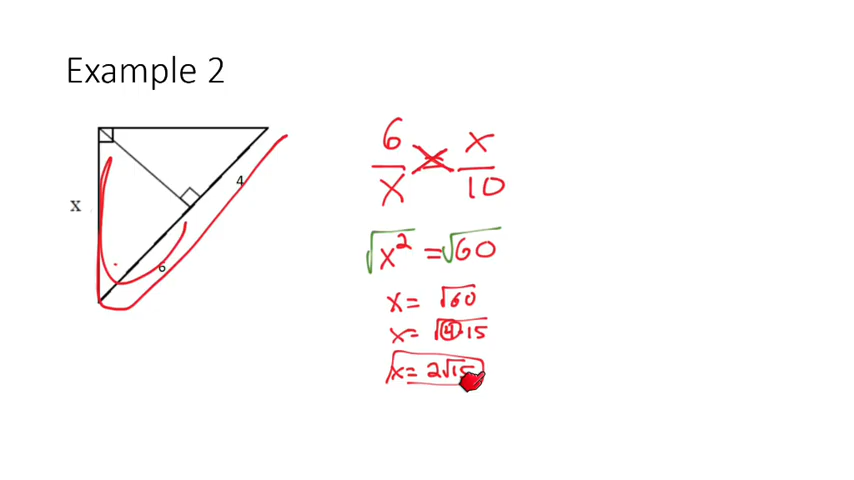 Example 2
x
4
6
6/x = x/10
√x² = √60
x = √60
x = √4·15
x = 2√15